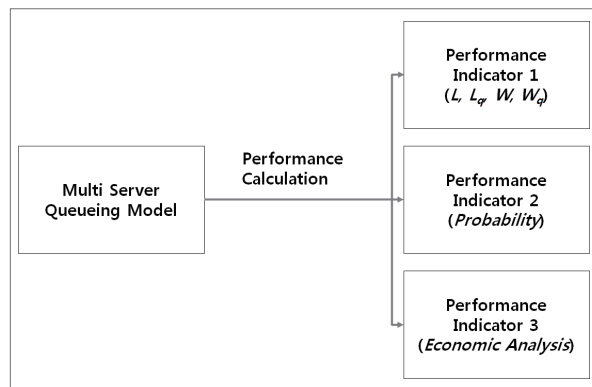 Multi Server
Queueing Model
Performance
Calculation
Performance
Indicator 1
(L, Lq, W, Wq)
Performance
Indicator 2
(Probability)
Performance
Indicator 3
(Economic Analysis)